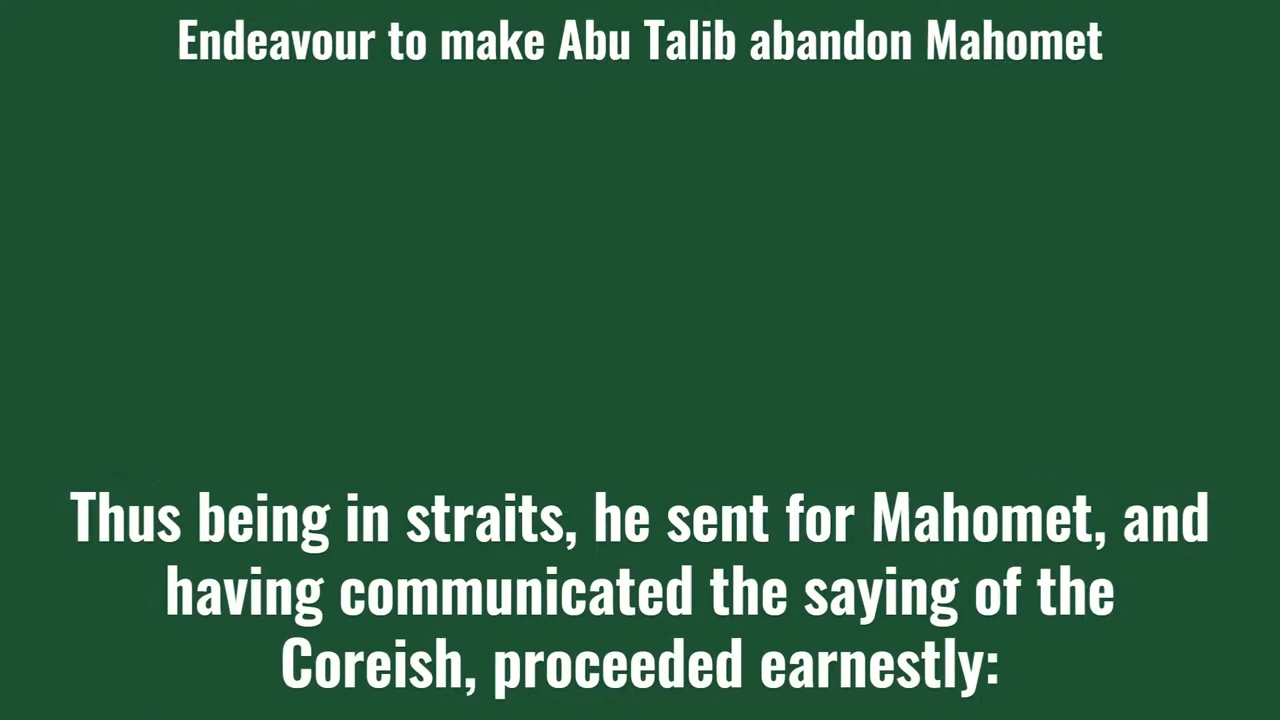 Endeavour to make Abu Talib abandon Mahomet
Thus being in straits, he sent for Mahomet, and
having communicated the saying of the
Coreish, proceeded earnestly: